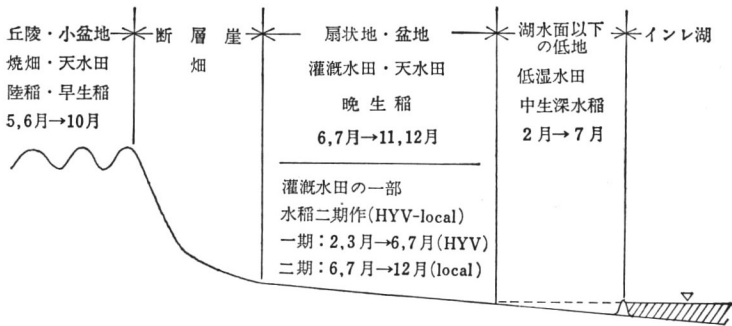 丘陵・小盆地
焼畑・天水田
陸稲・早生稲
5,6月→10月
断層崖
畑
扇状地・盆地
灌漑水田・天水田
晩生稲
6,7月→11,12月
灌漑水田の一部
水稲二期作(HYV-local)
一期:2,3月→6,7月(HYV)
二期:6,7月→12月(local)
湖水面以下
の低地
低湿水田
中生深水稲
2月→7月
インレ湖